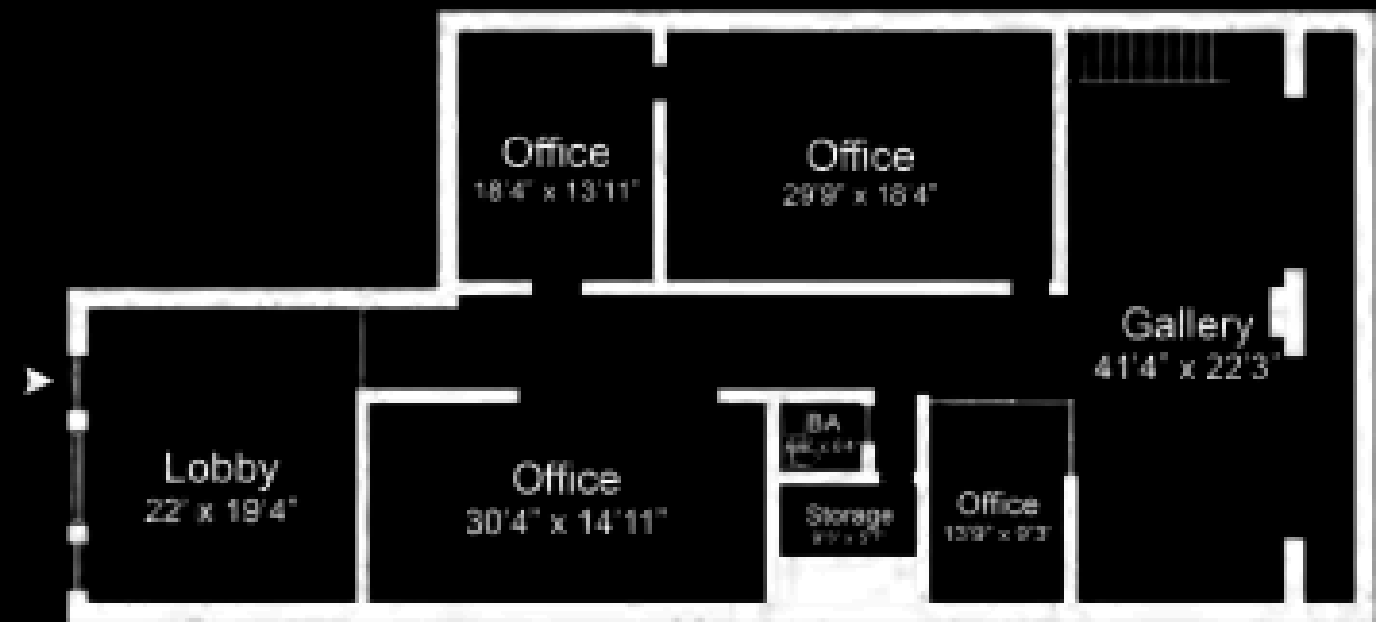 Office
18'4" x 13'11"
Office
29'9" x 18'4"
Gallery
41'4" x 22'3"
Lobby
22' x 19'4"
Office
30'4" x 14'11"
BA
Storage
Office
13'9" x 9'3"